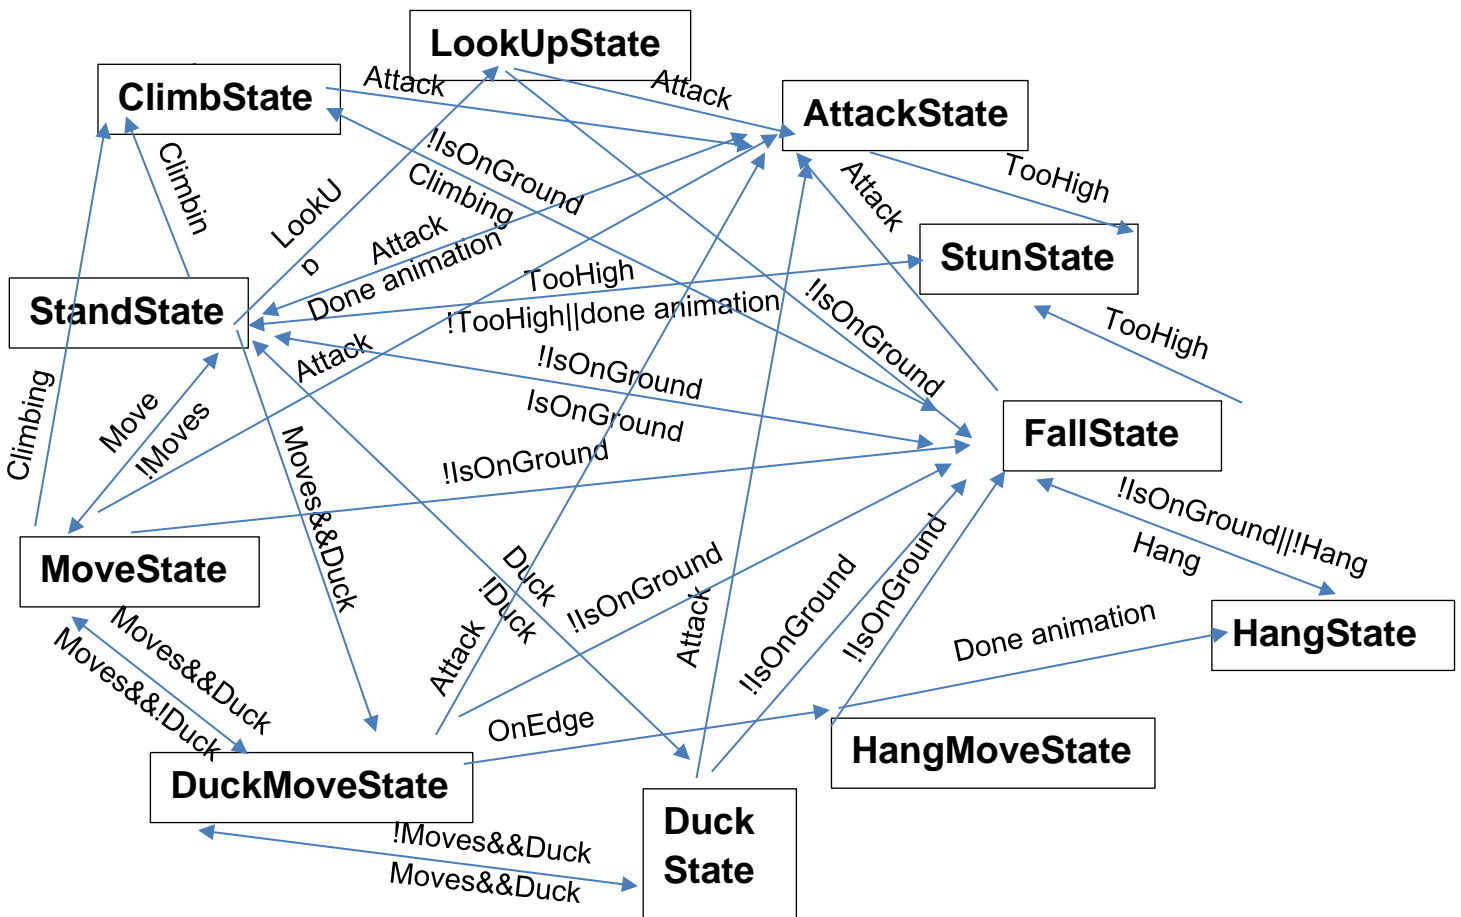 LookUpState
ClimbState
Attack
Attack
AttackState
!IsOnGround
Climbing
Climbin
LookU
p
Attack
Done animation
Attack
TooHigh
StunState
StandState
TooHigh
!TooHigh||done animation
!IsOnGround
TooHigh
Attack
!IsOnGround
IsOnGround
Climbing
Move
!Moves
!IsOnGround
FallState
Moves&&Duck
!IsOnGround||!Hang
Hang
MoveState
Duck
!Duck
!IsOnGround
!IsOnGround
!IsOnGround
Attack
Attack
Done animation
HangState
Moves&&Duck
Moves&&!Duck
OnEdge
HangMoveState
DuckMoveState
Duck
State
!Moves&&Duck
Moves&&Duck